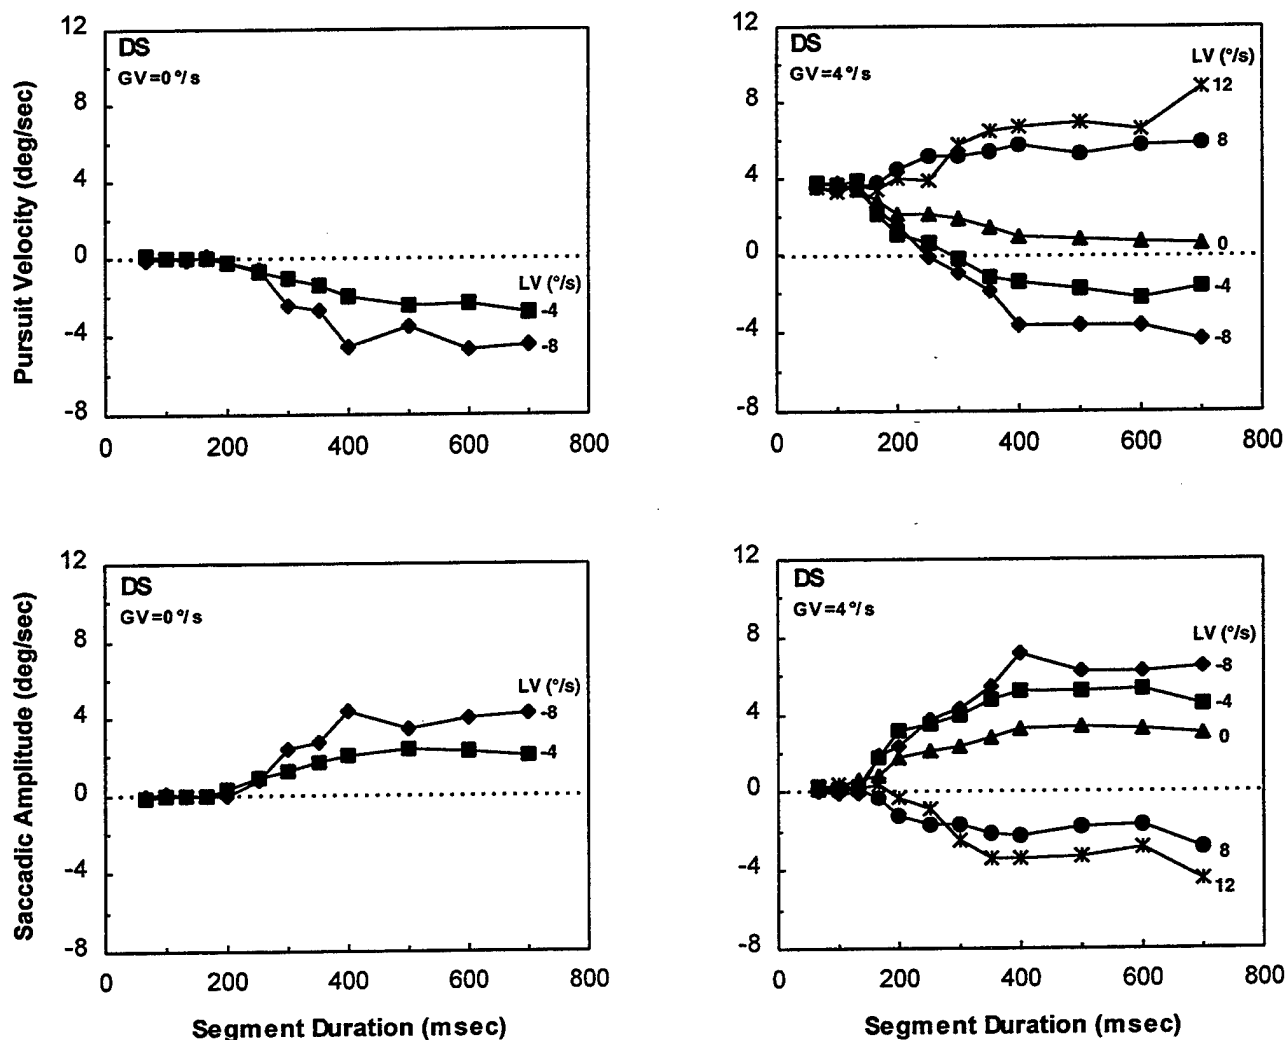 12
8
4
0
-4
-8
Pursuit Velocity (deg/sec)
DS
GV=0°/s
LV (°/s)
-4
-8
0 200 400 600 800
12
8
4
0
-4
-8
DS
GV=4°/s
LV (°/s)
12
8
0
-4
-8
0 200 400 600 800
12
8
4
0
-4
-8
Saccadic Amplitude (deg/sec)
DS
GV=0°/s
LV (°/s)
-8
-4
0 200 400 600 800
Segment Duration (msec)
12
8
4
0
-4
-8
DS
GV=4°/s
LV (°/s)
-8
-4
0
8
12
0 200 400 600 800
Segment Duration (msec)